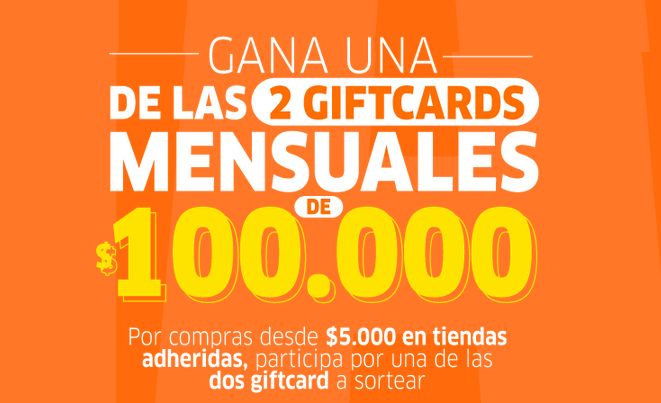 GANA UNA
DE LAS 2 GIFTCARDS
MENSUALES
DE
$100.000
Por compras desde $5.000 en tiendas
adheridas, participa por una de las
dos giftcard a sortear